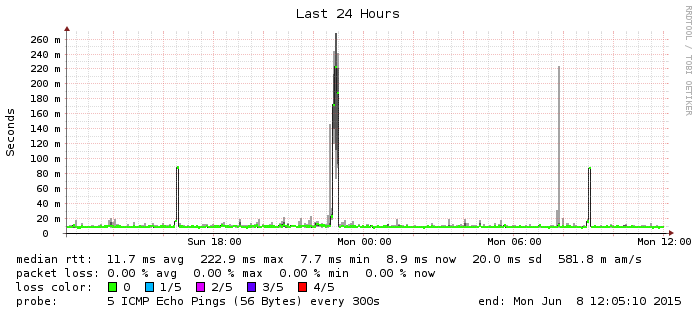 Last 24 Hours
RRDTOOL / TOBI OETIKER
Seconds
260 m
240 m
220 m
200 m
180 m
160 m
140 m
120 m
100 m
80 m
60 m
40 m
20 m
0
Sun 18:00 Mon 00:00 Mon 06:00 Mon 12:00
median rtt: 11.7 ms avg 222.9 ms max 7.7 ms min 8.9 ms now 20.0 ms sd 581.8 m am/s
packet loss: 0.00 % avg 0.00 % max 0.00 % min 0.00 % now
loss color: 0 1/5 2/5 3/5 4/5
probe: 5 ICMP Echo Pings (56 Bytes) every 300s end: Mon Jun 8 12:05:10 2015